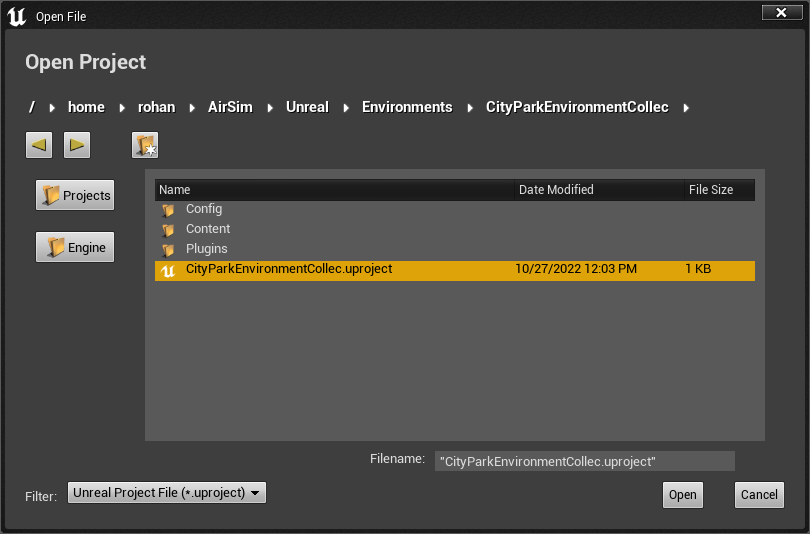 Open File
Open Project
/ home rohan AirSim Unreal Environments CityParkEnvironmentCollec
Projects
Engine
Name Date Modified File Size
Config
Content
Plugins
CityParkEnvironmentCollec.uproject 10/27/2022 12:03 PM 1 KB
Filename: "CityParkEnvironmentCollec.uproject"
Filter: Unreal Project File (*.uproject) Open Cancel